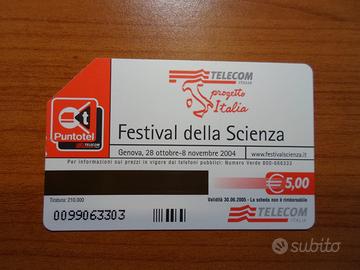 TELECOM
ITALIA
progetto
Italia
Puntotel
TELECOM
Festival della Scienza
Genova, 28 ottobre-8 novembre 2004
www.festivalscienza.it
Per informazioni sui prezzi in vigore dai telefoni pubblici: Numero Verde 800-066333
€ 5,00
Tiratura: 210.000
Validità 30.06.2005 - La scheda non è rimborsabile
0099063303
TELECOM
ITALIA
subito